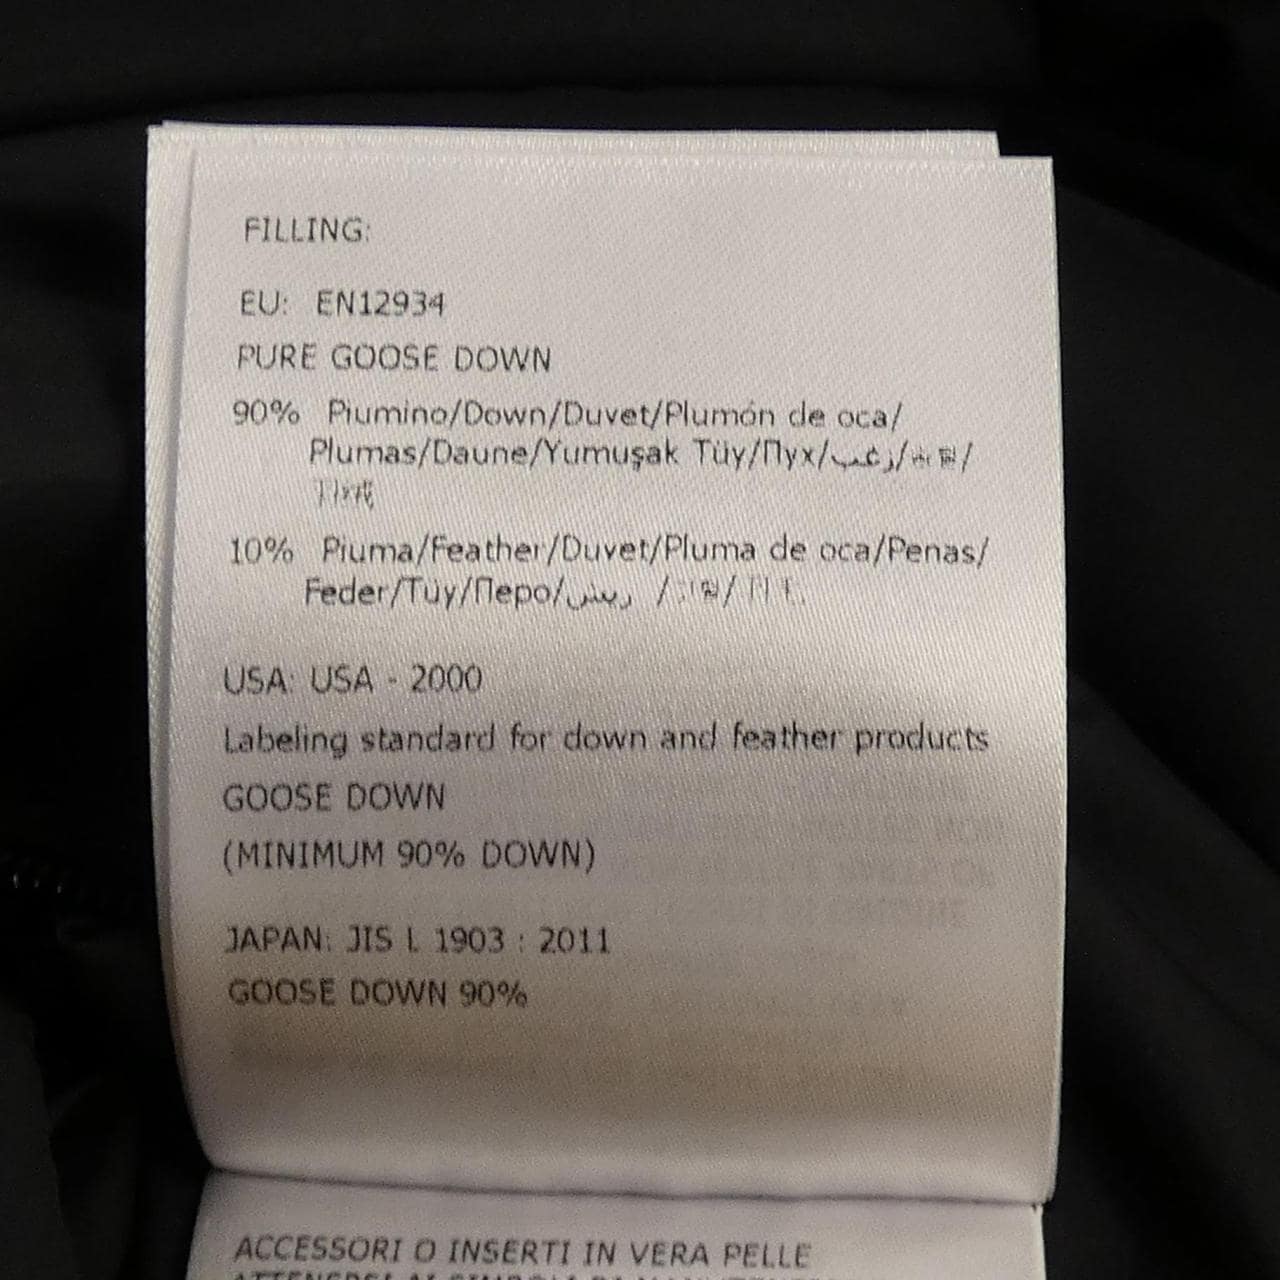 FILLING:
EU: EN12934
PURE GOOSE DOWN
90% Piumino/Down/Duvet/Plumón de oca/
Plumas/Daune/Yumuşak Tüy/Пух/زغب/
10% Piuma/Feather/Duvet/Pluma de oca/Penas/
Feder/Tüy/Перо/ريش /
USA: USA - 2000
Labeling standard for down and feather products
GOOSE DOWN
(MINIMUM 90% DOWN)
JAPAN: JIS L 1903 : 2011
GOOSE DOWN 90%
ACCESSORI O INSERTI IN VERA PELLE